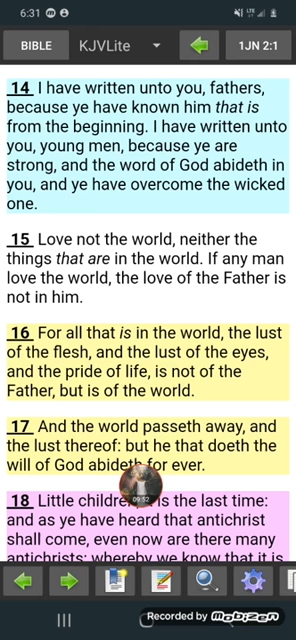 6:31
LTE
BIBLE KJVLite 1JN 2:1
14 I have written unto you, fathers,
because ye have known him that is
from the beginning. I have written unto
you, young men, because ye are
strong, and the word of God abideth in
you, and ye have overcome the wicked
one.
15 Love not the world, neither the
things that are in the world. If any man
love the world, the love of the Father is
not in him.
16 For all that is in the world, the lust
of the flesh, and the lust of the eyes,
and the pride of life, is not of the
Father, but is of the world.
17 And the world passeth away, and
the lust thereof: but he that doeth the
will of God abideth for ever.
18 Little is the last time:
09:52
and as ye have heard that antichrist
shall come, even now are there many
antichrists; whereby we know that it is
Recorded by Mobizen